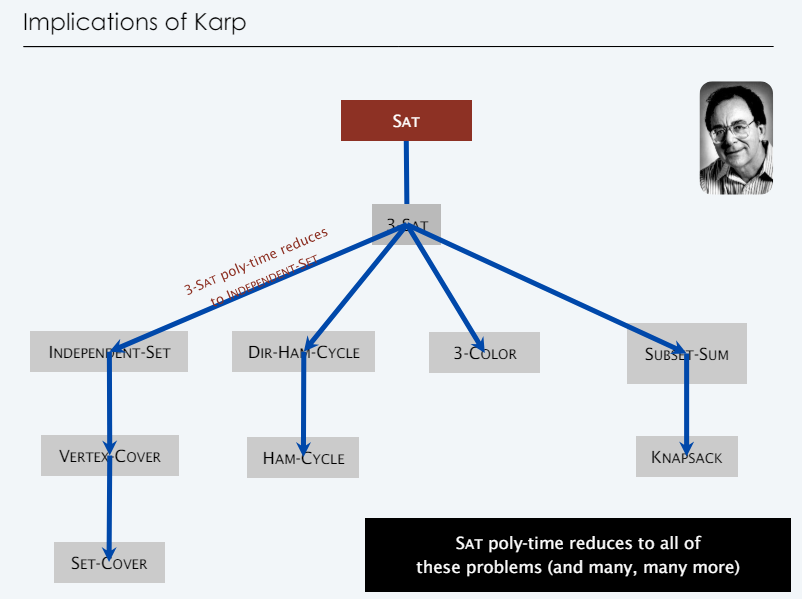 Implications of Karp
SAT
3-SAT
3-SAT poly-time reduces
to INDEPENDENT-SET
INDEPENDENT-SET
DIR-HAM-CYCLE
3-COLOR
SUBSET-SUM
VERTEX-COVER
HAM-CYCLE
KNAPSACK
SET-COVER
SAT poly-time reduces to all of
these problems (and many, many more)